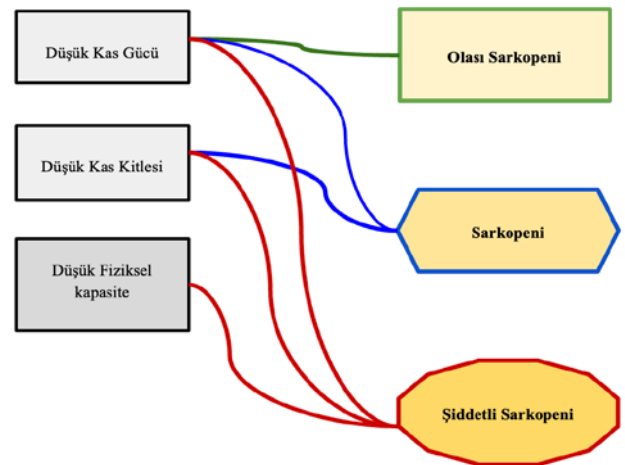 Düşük Kas Gücü
Olası Sarkopeni
Düşük Kas Kitlesi
Sarkopeni
Düşük Fiziksel
kapasite
Şiddetli Sarkopeni